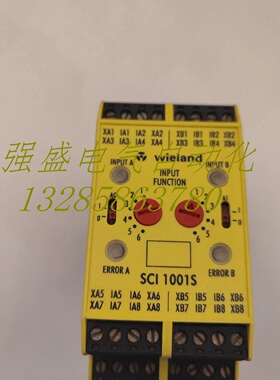 XA1 IA1 IA2 XA2 XB1 IB1 IB2 XB2
XA3 IA3 IA4 XA4 XB3 IB3 IB4 XB4
强盛电气自动化
INPUT A wieland INPUT B
INPUT
FUNCTION
ERROR A ERROR B
SCI 1001S
XA5 IA5 IA6 XA6 XB5 IB5 IB6 XB6
XA7 IA7 IA8 XA8 XB7 IB7 IB8 XB8